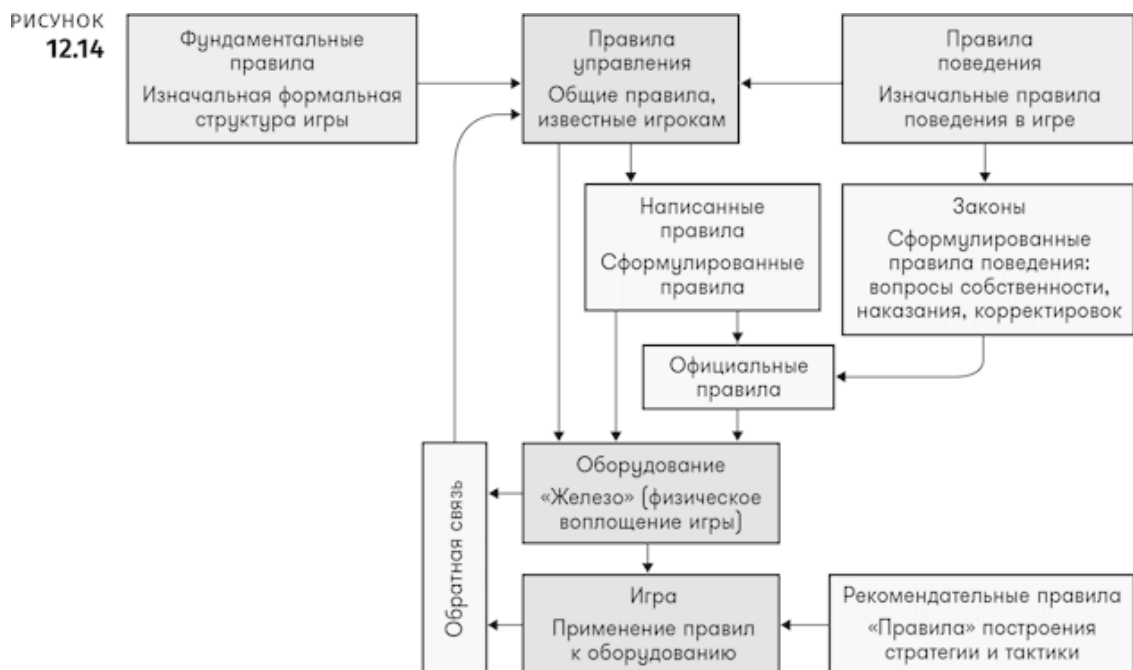 РИСУНОК
12.14
Фундаментальные
правила
Изначальная формальная
структура игры
Правила
управления
Общие правила,
известные игрокам
Правила
поведения
Изначальные правила
поведения в игре
Написанные
правила
Сформулированные
правила
Законы
Сформулированные
правила поведения:
вопросы собственности,
наказания, корректировок
Официальные
правила
Оборудование
«Железо» (физическое
воплощение игры)
Обратная связь
Игра
Применение правил
к оборудованию
Рекомендательные правила
«Правила» построения
стратегии и тактики